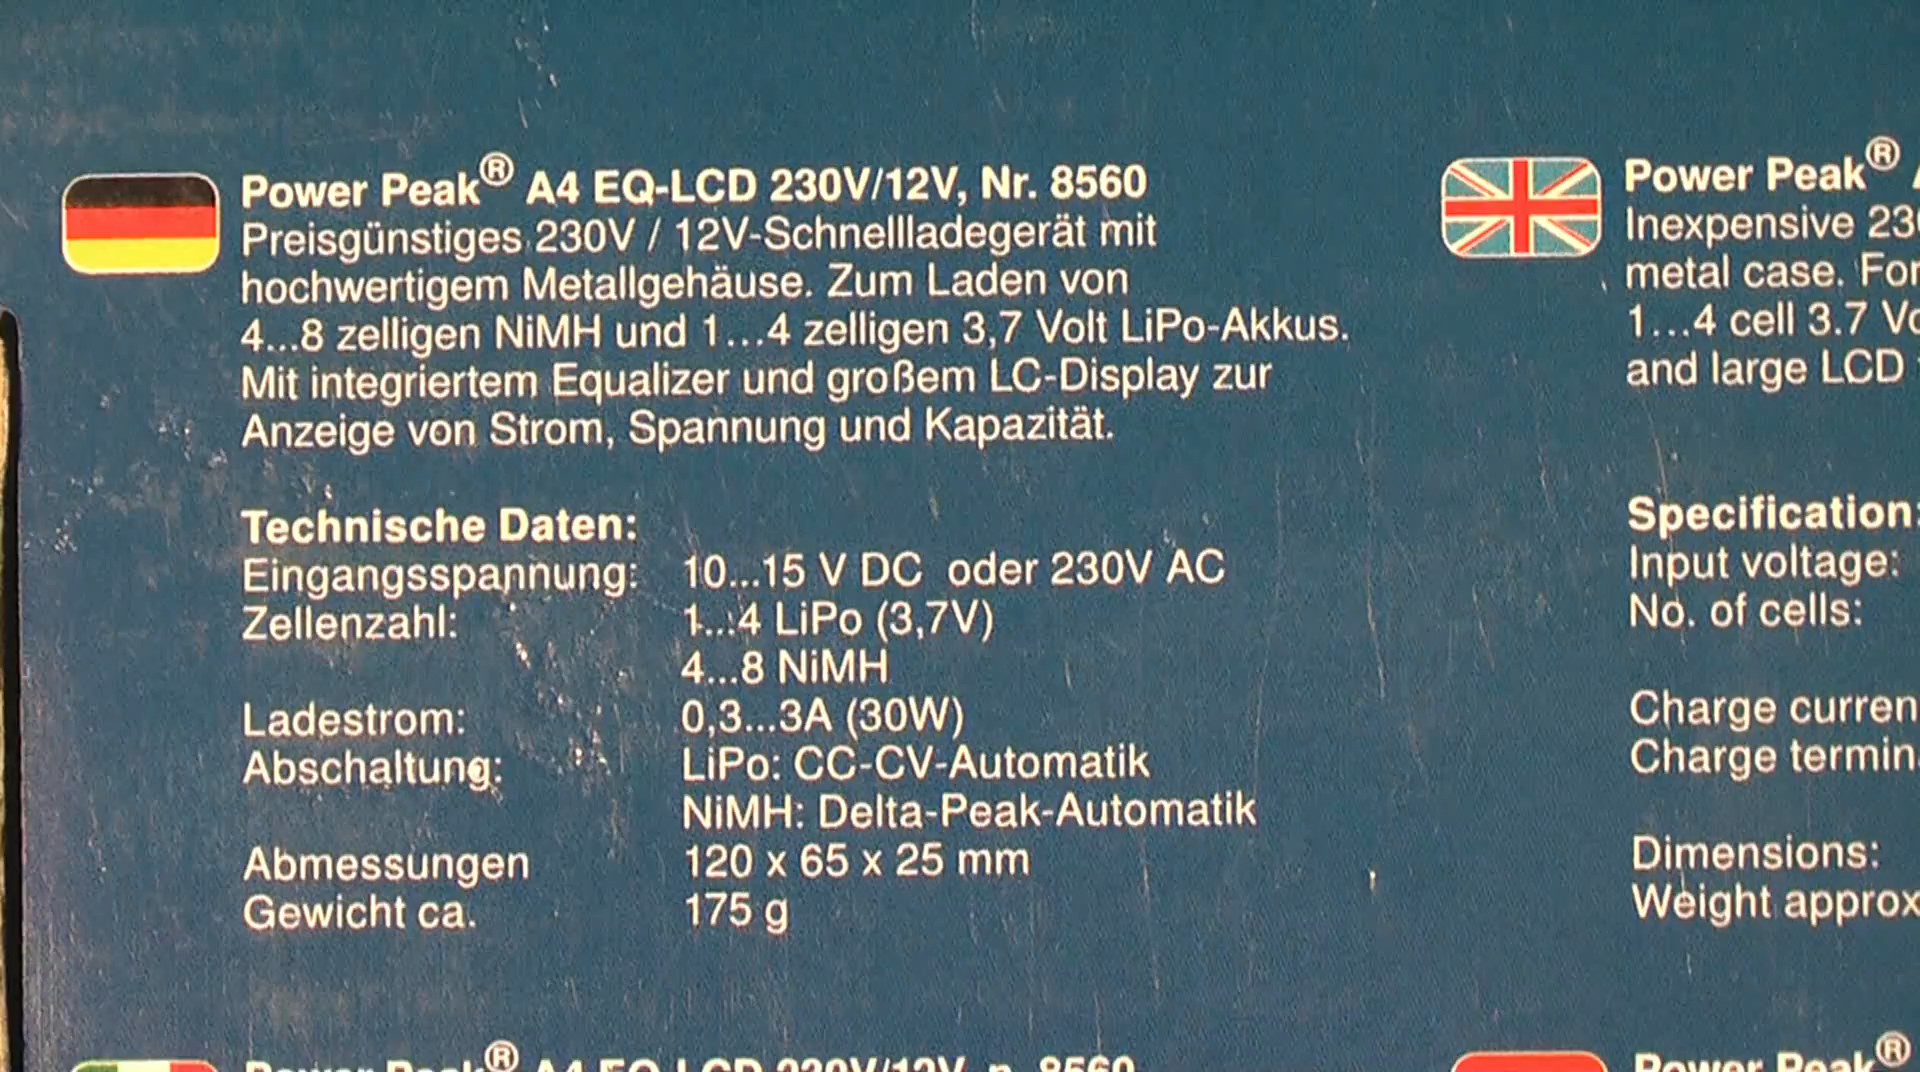 Power Peak® A4 EQ-LCD 230V/12V, Nr. 8560
Preisgünstiges 230V / 12V-Schnellladegerät mit
hochwertigem Metallgehäuse. Zum Laden von
4...8 zelligen NiMH und 1...4 zelligen 3,7 Volt LiPo-Akkus.
Mit integriertem Equalizer und großem LC-Display zur
Anzeige von Strom, Spannung und Kapazität.
Technische Daten:
Eingangsspannung: 10...15 V DC oder 230V AC
Zellenzahl: 1...4 LiPo (3,7V)
4...8 NiMH
Ladestrom: 0,3...3A (30W)
Abschaltung: LiPo: CC-CV-Automatik
NiMH: Delta-Peak-Automatik
Abmessungen 120 x 65 x 25 mm
Gewicht ca. 175 g
Power Peak®
Inexpensive
metal case. For
1...4 cell 3.7
and large LCD
Specification:
Input voltage:
No. of cells:
Charge
Charge
Dimensions:
Weight
Power Peak® A4 EQ-LCD 230V/12V, n. 8560
Power Peak®